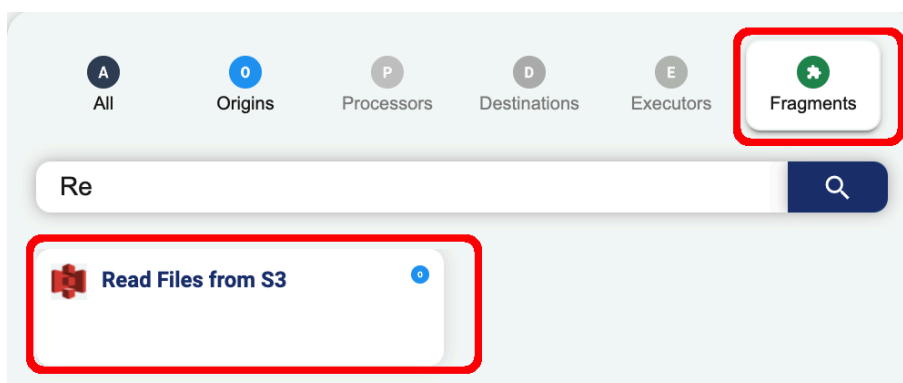 A O P D E
All Origins Processors Destinations Executors Fragments
Re
Read Files from S3 O